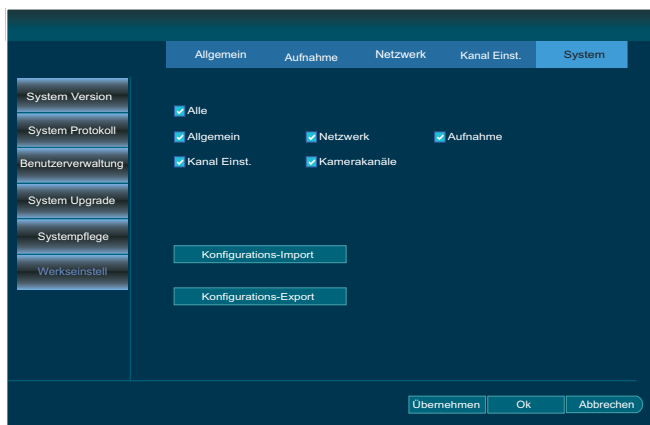 Allgemein Aufnahme Netzwerk Kanal Einst. System
System Version
System Protokoll
Benutzerverwaltung
System Upgrade
Systempflege
Werkseinstell
Alle
Allgemein Netzwerk Aufnahme
Kanal Einst. Kamerakanäle
Konfigurations-Import
Konfigurations-Export
Übernehmen Ok Abbrechen